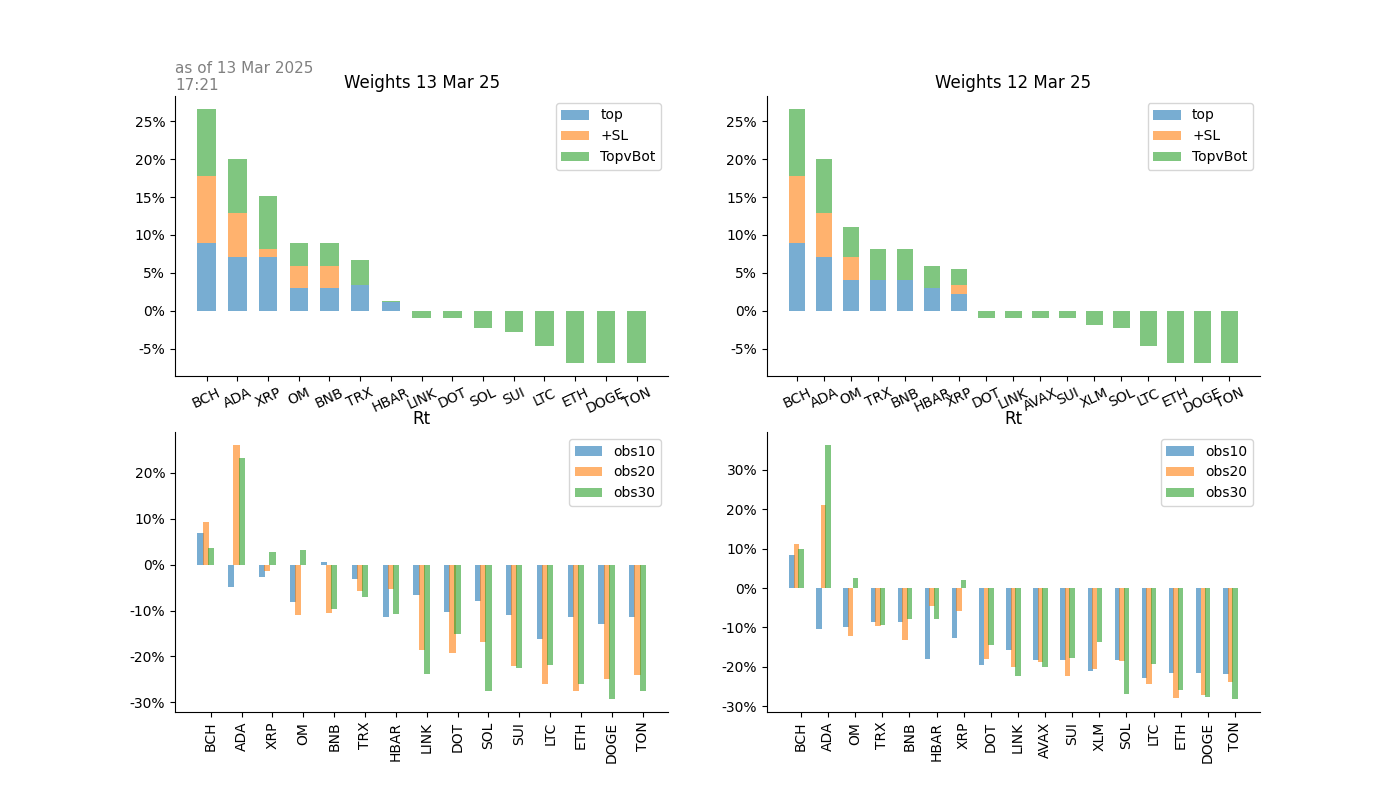 as of 13 Mar 2025
17:21
Weights 13 Mar 25
25%
20%
15%
10%
5%
0%
-5%
top
+SL
TopvBot
BCH ADA XRP OM BNB TRX HBAR LINK DOT SOL SUI LTC ETH DOGE TON
Weights 12 Mar 25
25%
20%
15%
10%
5%
0%
-5%
top
+SL
TopvBot
BCH ADA OM TRX BNB HBAR XRP DOT LINK AVAX SUI XLM SOL LTC ETH DOGE TON
Rt
20%
10%
0%
-10%
-20%
-30%
obs10
obs20
obs30
BCH ADA XRP OM BNB TRX HBAR LINK DOT SOL SUI LTC ETH DOGE TON
Rt
30%
20%
10%
0%
-10%
-20%
-30%
obs10
obs20
obs30
BCH ADA OM TRX BNB HBAR XRP DOT LINK AVAX SUI XLM SOL LTC ETH DOGE TON